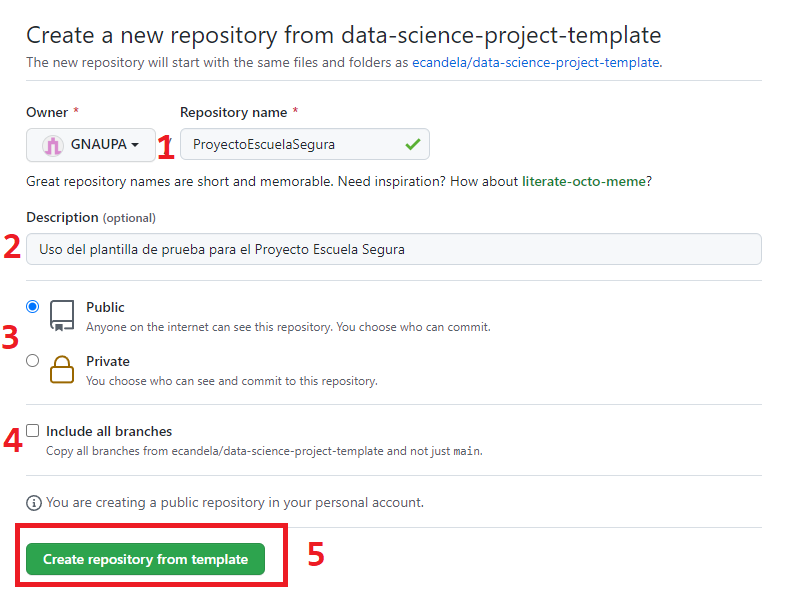 Create a new repository from data-science-project-template
The new repository will start with the same files and folders as ecandela/data-science-project-template.
Owner * Repository name *
GNAUPA 1 / ProyectoEscuelaSegura
Great repository names are short and memorable. Need inspiration? How about literate-octo-meme?
Description (optional)
2 Uso del plantilla de prueba para el Proyecto Escuela Segura
Public
Anyone on the internet can see this repository. You choose who can commit.
3
Private
You choose who can see and commit to this repository.
4 Include all branches
Copy all branches from ecandela/data-science-project-template and not just main.
You are creating a public repository in your personal account.
Create repository from template 5